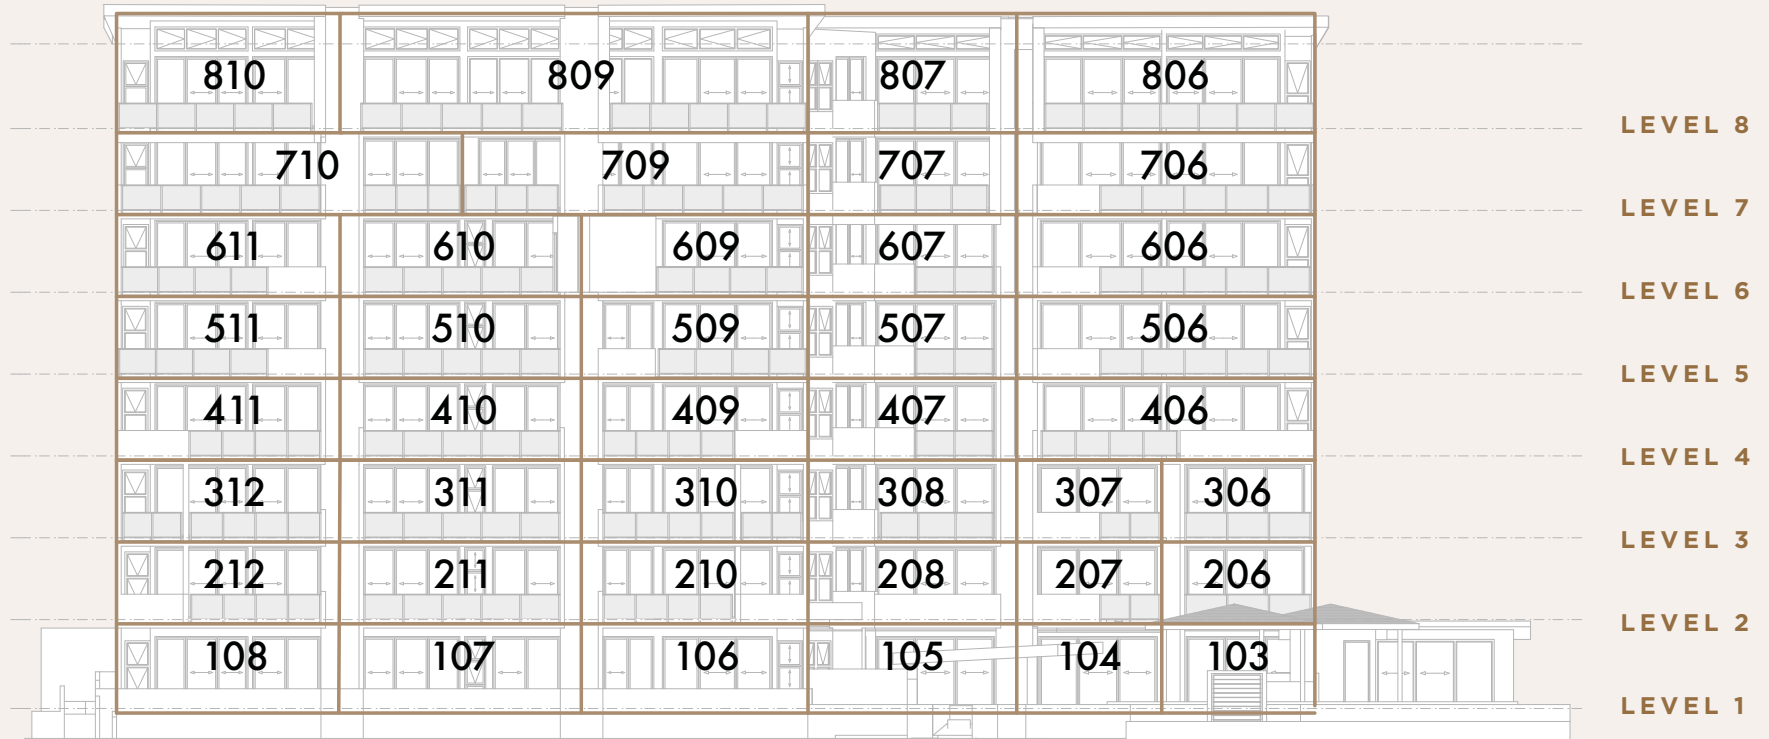 810 809 807 806
LEVEL 8
710 709 707 706
LEVEL 7
611 610 609 607 606
LEVEL 6
511 510 509 507 506
LEVEL 5
411 410 409 407 406
LEVEL 4
312 311 310 308 307 306
LEVEL 3
212 211 210 208 207 206
LEVEL 2
108 107 106 105 104 103
LEVEL 1